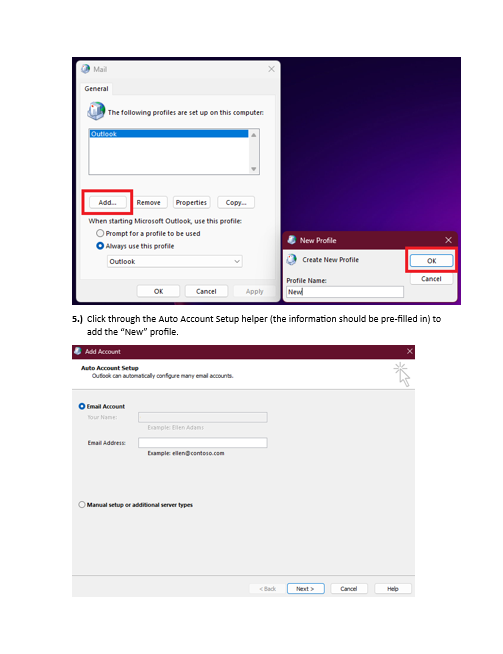 Mail
General
The following profiles are set up on this computer:
Outlook
Add...
Remove
Properties
Copy...
When starting Microsoft Outlook, use this profile:
Prompt for a profile to be used
Always use this profile
Outlook
OK
Cancel
Apply
New Profile
Create New Profile
OK
Cancel
Profile Name:
New
5.) Click through the Auto Account Setup helper (the information should be pre-filled in) to
add the “New” profile.
Add Account
Auto Account Setup
Outlook can automatically configure many email accounts.
Email Account
Your Name:
Example: Ellen Adams
Email Address:
Example: ellen@contoso.com
Manual setup or additional server types
< Back
Next >
Cancel
Help